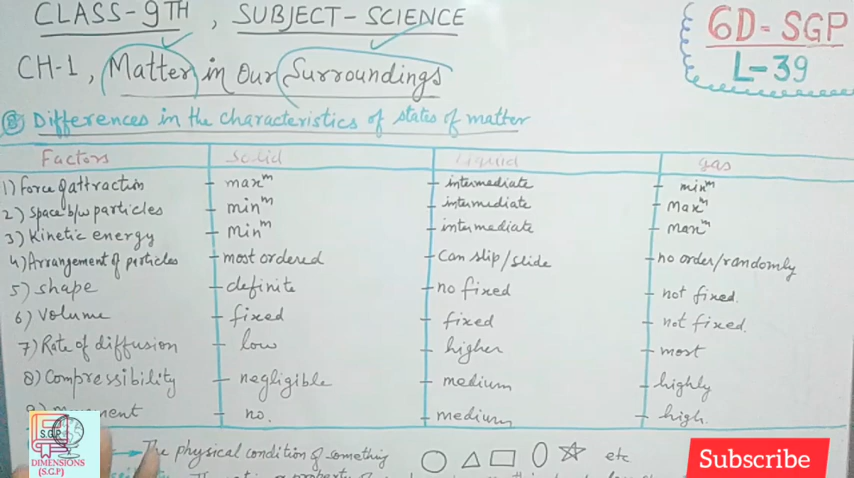 CLASS-9TH, SUBJECT-SCIENCE
6D-SGP
L-39
CH-1, Matter in Our Surroundings
⑧ Differences in the characteristics of states of matter
Factors Solid Liquid gas
1) Force of attraction - maxᵐ - intermediate - minᵐ
2) Space b/w particles - minᵐ - intermediate - Maxᵐ
3) Kinetic energy - minᵐ - intermediate - maxᵐ
4) Arrangement of particles - most ordered - Can slip/slide - no order/randomly
5) Shape - definite - no fixed - not fixed.
6) Volume - fixed - fixed - not fixed.
7) Rate of diffusion - low - higher - most
8) Compressibility - negligible - medium - highly
- no. - medium - high.
S.G.P
DIMENSIONS
(S.G.P)
The physical condition of something etc
Subscribe